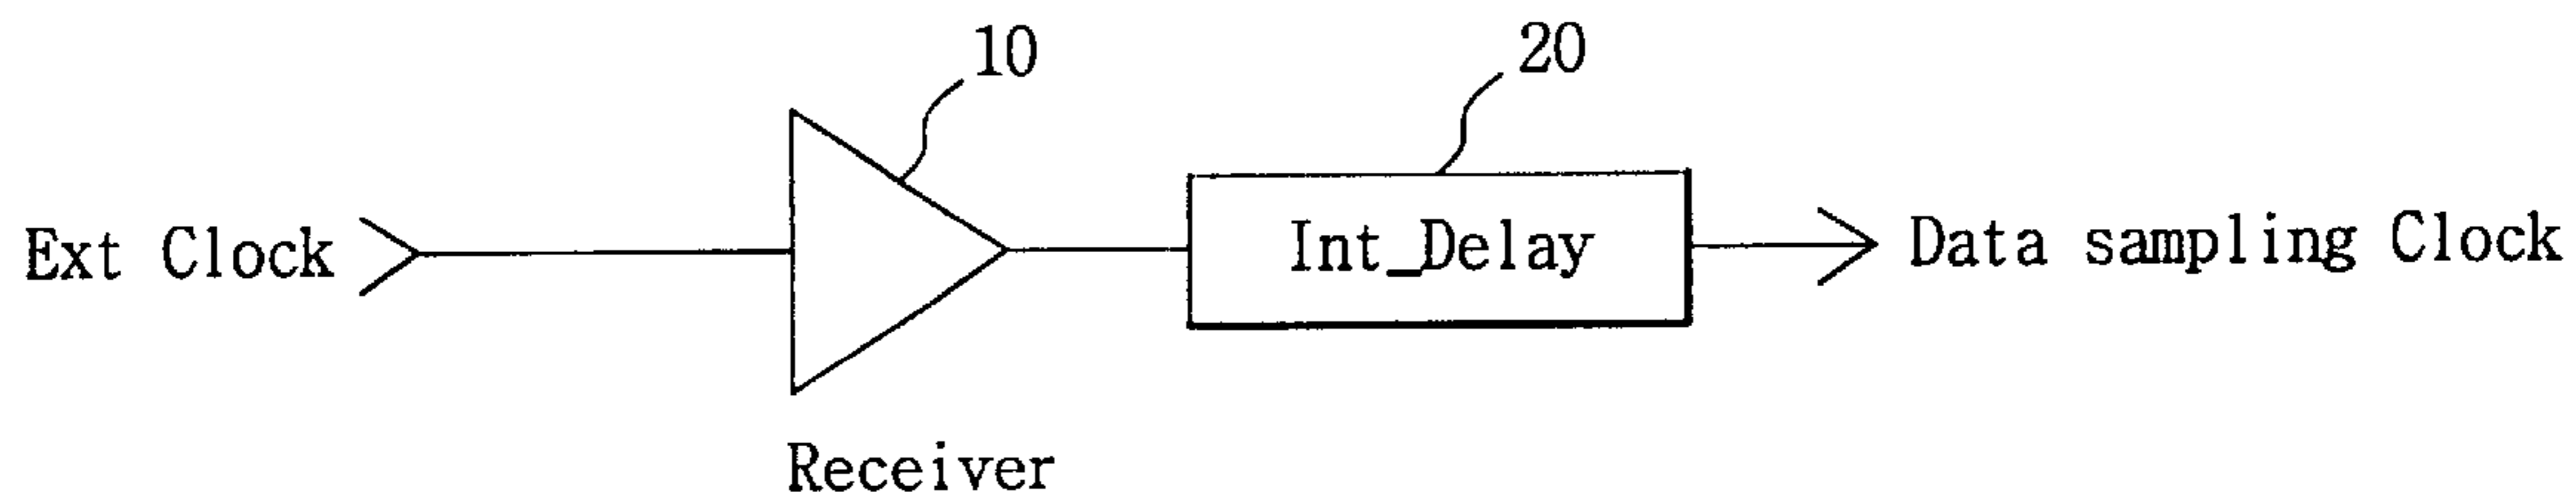 10
20
Ext Clock
Int_Delay
Data sampling Clock
Receiver